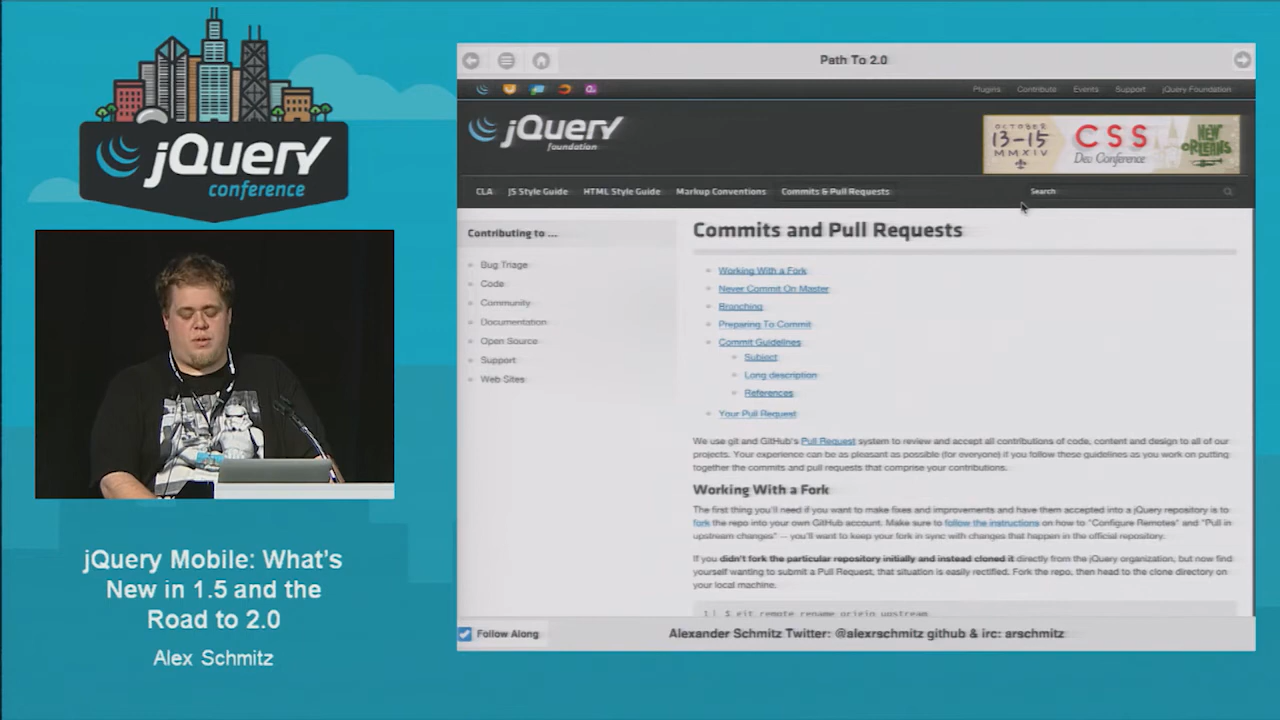 jQuery
conference
jQuery Mobile: What's
New in 1.5 and the
Road to 2.0
Alex Schmitz
Path To 2.0
Plugins Contribute Events Support jQuery Foundation
jQuery
foundation
OCTOBER
13-15
MMXIV
CSS
Dev Conference
NEW
ORLEANS
CLA JS Style Guide HTML Style Guide Markup Conventions Commits & Pull Requests Search
Contributing to ...
Bug Triage
Code
Community
Documentation
Open Source
Support
Web Sites
Commits and Pull Requests
Working With a Fork
Never Commit On Master
Branching
Preparing To Commit
Commit Guidelines
Subject
Long description
References
Your Pull Request
We use git and GitHub's Pull Request system to review and accept all contributions of code, content and design to all of our
projects. Your experience can be as pleasant as possible (for everyone) if you follow these guidelines as you work on putting
together the commits and pull requests that comprise your contributions.
Working With a Fork
The first thing you'll need if you want to make fixes and improvements and have them accepted into a jQuery repository is to
fork the repo into your own GitHub account. Make sure to follow the instructions on how to "Configure Remotes" and "Pull in
upstream changes" – you'll want to keep your fork in sync with changes that happen in the official repository.
If you didn't fork the particular repository initially and instead cloned it directly from the jQuery organization, but now find
yourself wanting to submit a Pull Request, that situation is easily rectified. Fork the repo, then head to the clone directory on
your local machine.
1 $ git remote rename origin upstream
Follow Along
Alexander Schmitz Twitter: @alexrschmitz github & irc: arschmitz